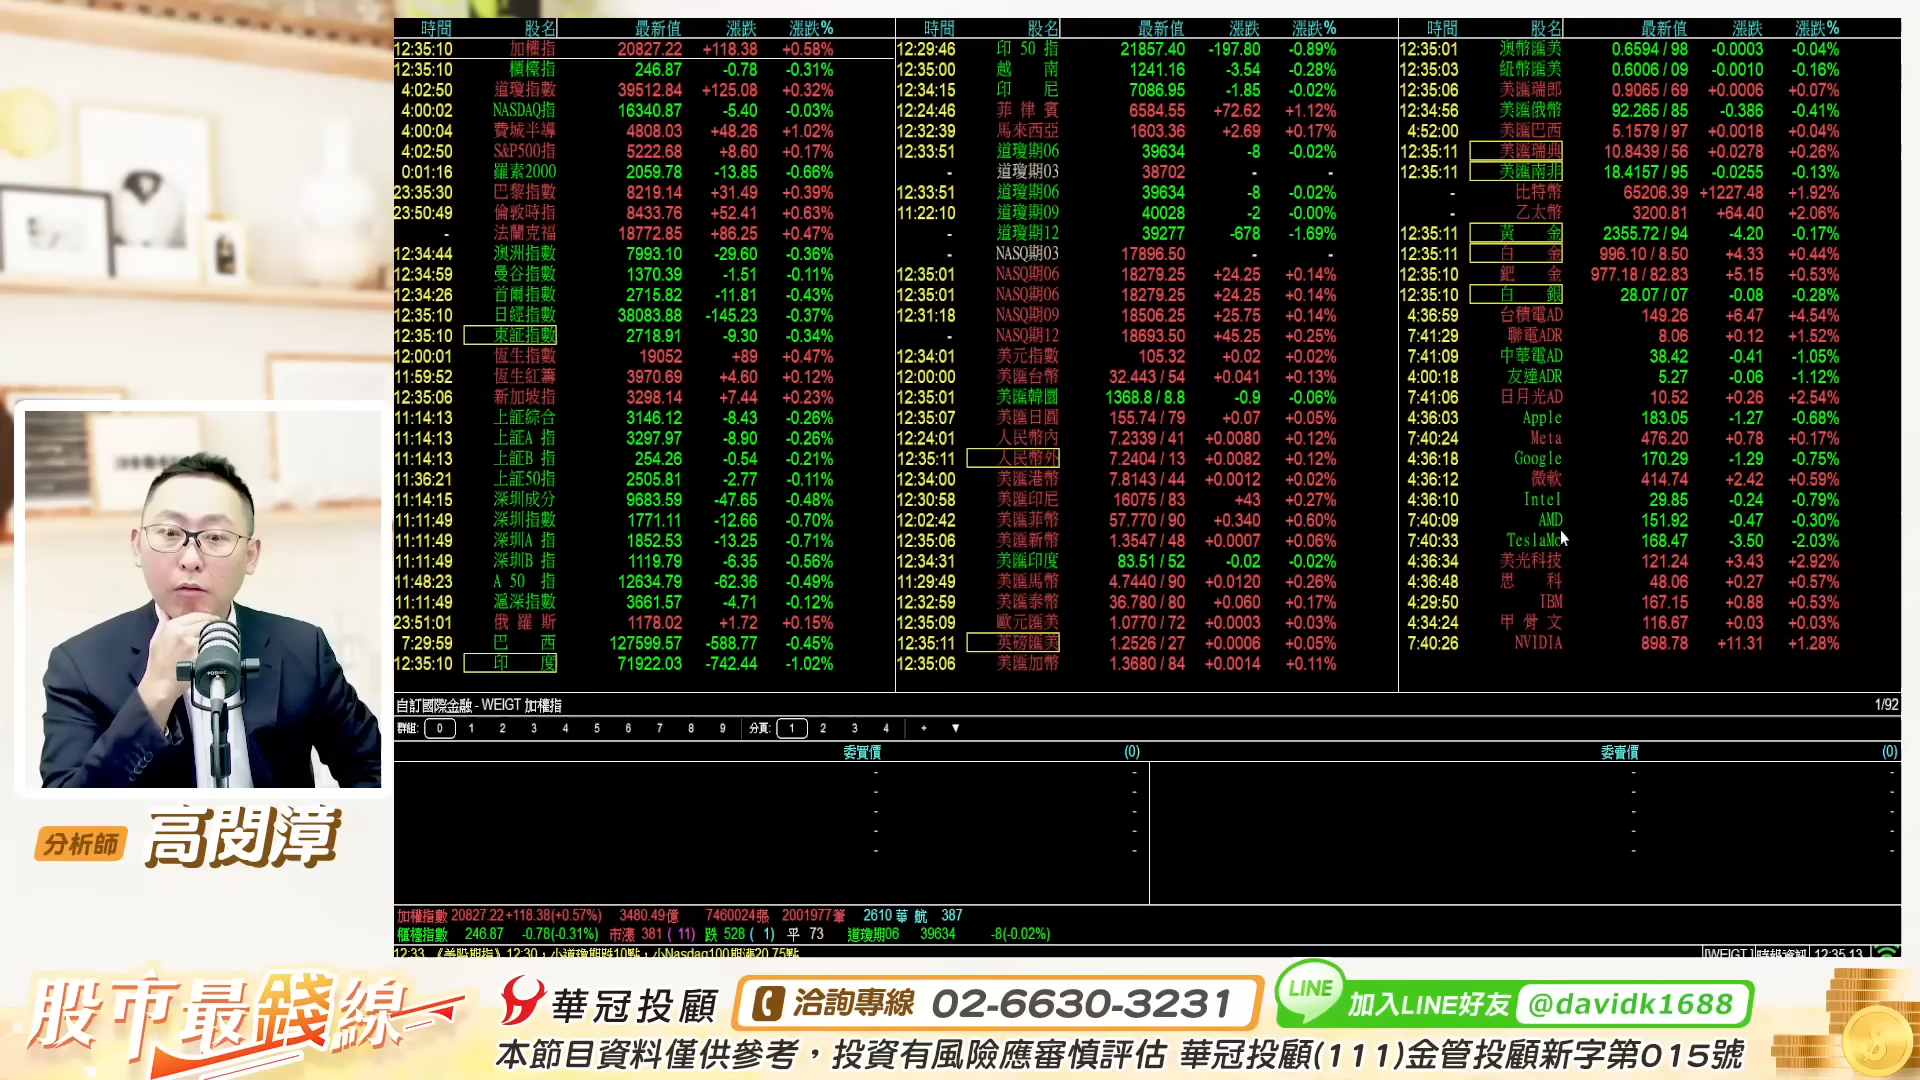 時間 股名 最新值 漲跌 漲跌%
12:35:10 加權指 20827.22 +118.38 +0.58%
12:35:10 櫃檯指 246.87 -0.78 -0.31%
4:02:50 道瓊指數 39512.84 +125.08 +0.32%
4:00:02 NASDAQ指 16340.87 -5.40 -0.03%
4:00:04 費城半導 4808.03 +48.26 +1.02%
4:02:50 S&P500指 5222.68 +8.60 +0.17%
0:01:16 羅素2000 2059.78 -13.85 -0.66%
23:35:30 巴黎指數 8219.14 +31.49 +0.39%
23:50:49 倫敦時指 8433.76 +52.41 +0.63%
- 法蘭克福 18772.85 +86.25 +0.47%
12:34:44 澳洲指數 7993.10 -29.60 -0.36%
12:34:59 曼谷指數 1370.39 -1.51 -0.11%
12:34:26 首爾指數 2715.82 -11.81 -0.43%
12:35:10 日經指數 38083.88 -145.23 -0.37%
12:35:10 東証指數 2718.91 -9.30 -0.34%
12:00:01 恆生指數 19052 +89 +0.47%
11:59:52 恆生紅籌 3970.69 +4.60 +0.12%
12:35:06 新加坡指 3298.14 +7.44 +0.23%
11:14:13 上証綜合 3146.12 -8.43 -0.26%
11:14:13 上証A 指 3297.97 -8.90 -0.26%
11:14:13 上証B 指 254.26 -0.54 -0.21%
11:36:21 上証50指 2505.81 -2.77 -0.11%
11:14:15 深圳成分 9683.59 -47.65 -0.48%
11:11:49 深圳指數 1771.11 -12.66 -0.70%
11:11:49 深圳A 指 1852.53 -13.25 -0.71%
11:11:49 深圳B 指 1119.79 -6.35 -0.56%
11:48:23 A 50 指 12634.79 -62.36 -0.49%
11:11:49 滬深指數 3661.57 -4.71 -0.12%
23:51:01 俄 羅 斯 1178.02 +1.72 +0.15%
7:29:59 巴 西 127599.57 -588.77 -0.45%
12:35:10 印 度 71922.03 -742.44 -1.02%
時間 股名 最新值 漲跌 漲跌%
12:29:46 印 50 指 21857.40 -197.80 -0.89%
12:35:00 越 南 1241.16 -3.54 -0.28%
12:34:15 印 尼 7086.95 -1.85 -0.02%
12:24:46 菲 律 賓 6584.55 +72.62 +1.12%
12:32:39 馬來西亞 1603.36 +2.69 +0.17%
12:33:51 道瓊期06 39634 -8 -0.02%
- 道瓊期03 38702 - -
12:33:51 道瓊期06 39634 -8 -0.02%
11:22:10 道瓊期09 40028 -2 -0.00%
- 道瓊期12 39277 -678 -1.69%
- NASQ期03 17896.50 - -
12:35:01 NASQ期06 18279.25 +24.25 +0.14%
12:35:01 NASQ期06 18279.25 +24.25 +0.14%
12:31:18 NASQ期09 18506.25 +25.75 +0.14%
- NASQ期12 18693.50 +45.25 +0.25%
12:34:01 美元指數 105.32 +0.02 +0.02%
12:00:00 美匯台幣 32.443 / 54 +0.041 +0.13%
12:35:01 美匯韓圜 1368.8 / 8.8 -0.9 -0.06%
12:35:07 美匯日圓 155.74 / 79 +0.07 +0.05%
12:24:01 人民幣內 7.2339 / 41 +0.0080 +0.12%
12:35:11 人民幣外 7.2404 / 13 +0.0082 +0.12%
12:34:00 美匯港幣 7.8143 / 44 +0.0012 +0.02%
12:30:58 美匯印尼 16075 / 83 +43 +0.27%
12:02:42 美匯菲幣 57.770 / 90 +0.340 +0.60%
12:35:06 美匯新幣 1.3547 / 48 +0.0007 +0.06%
12:34:31 美匯印度 83.51 / 52 -0.02 -0.02%
11:29:49 美匯馬幣 4.7440 / 90 +0.0120 +0.26%
12:32:59 美匯泰幣 36.780 / 80 +0.060 +0.17%
12:35:09 歐元匯美 1.0770 / 72 +0.0003 +0.03%
12:35:11 英磅匯美 1.2526 / 27 +0.0006 +0.05%
12:35:06 美匯加幣 1.3680 / 84 +0.0014 +0.11%
時間 股名 最新值 漲跌 漲跌%
12:35:01 澳幣匯美 0.6594 / 98 -0.0003 -0.04%
12:35:03 紐幣匯美 0.6006 / 09 -0.0010 -0.16%
12:35:06 美匯瑞郎 0.9065 / 69 +0.0006 +0.07%
12:34:56 美匯俄幣 92.265 / 85 -0.386 -0.41%
4:52:00 美匯巴西 5.1579 / 97 +0.0018 +0.04%
12:35:11 美匯瑞典 10.8439 / 56 +0.0278 +0.26%
12:35:11 美匯南非 18.4157 / 95 -0.0255 -0.13%
- 比特幣 65206.39 +1227.48 +1.92%
- 乙太幣 3200.81 +64.40 +2.06%
12:35:11 黃 金 2355.72 / 94 -4.20 -0.17%
12:35:11 白 金 996.10 / 8.50 +4.33 +0.44%
12:35:10 鈀 金 977.18 / 82.83 +5.15 +0.53%
12:35:10 白 銀 28.07 / 07 -0.08 -0.28%
4:36:59 台積電AD 149.26 +6.47 +4.54%
7:41:29 聯電ADR 8.06 +0.12 +1.52%
7:41:09 中華電AD 38.42 -0.41 -1.05%
4:00:18 友達ADR 5.27 -0.06 -1.12%
7:41:06 日月光AD 10.52 +0.26 +2.54%
4:36:03 Apple 183.05 -1.27 -0.68%
7:40:24 Meta 476.20 +0.78 +0.17%
4:36:18 Google 170.29 -1.29 -0.75%
4:36:12 微軟 414.74 +2.42 +0.59%
4:36:10 Intel 29.85 -0.24 -0.79%
7:40:09 AMD 151.92 -0.47 -0.30%
7:40:33 TeslaMo 168.47 -3.50 -2.03%
4:36:34 美光科技 121.24 +3.43 +2.92%
4:36:48 思 科 48.06 +0.27 +0.57%
4:29:50 IBM 167.15 +0.88 +0.53%
4:34:24 甲 骨 文 116.67 +0.03 +0.03%
7:40:26 NVIDIA 898.78 +11.31 +1.28%
自訂國際金融 - WEIGT 加權指 1/92
群組: 0 1 2 3 4 5 6 7 8 9 分頁: 1 2 3 4 + ▼
委買價 (0) 委賣價 (0)
- - - -
- - - -
- - - -
- - - -
- - - -
加權指數 20827.22 +118.38(+0.57%) 3480.49億 7460024張 2001977筆 2610 華 航 387
櫃檯指數 246.87 -0.78(-0.31%) 市漲 381 ( 11) 跌 528 ( 1) 平 73 道瓊期06 39634 -8(-0.02%)
12:33 《美股期指》12:30，小道瓊期跌10點，小Nasdaq100期漲20.75點 [WEIGT] 時報資訊 12:35:13
分析師 高閔漳
股市最錢線
華冠投顧 洽詢專線 02-6630-3231 LINE 加入LINE好友 @davidk1688
本節目資料僅供參考，投資有風險應審慎評估 華冠投顧(111)金管投顧新字第015號